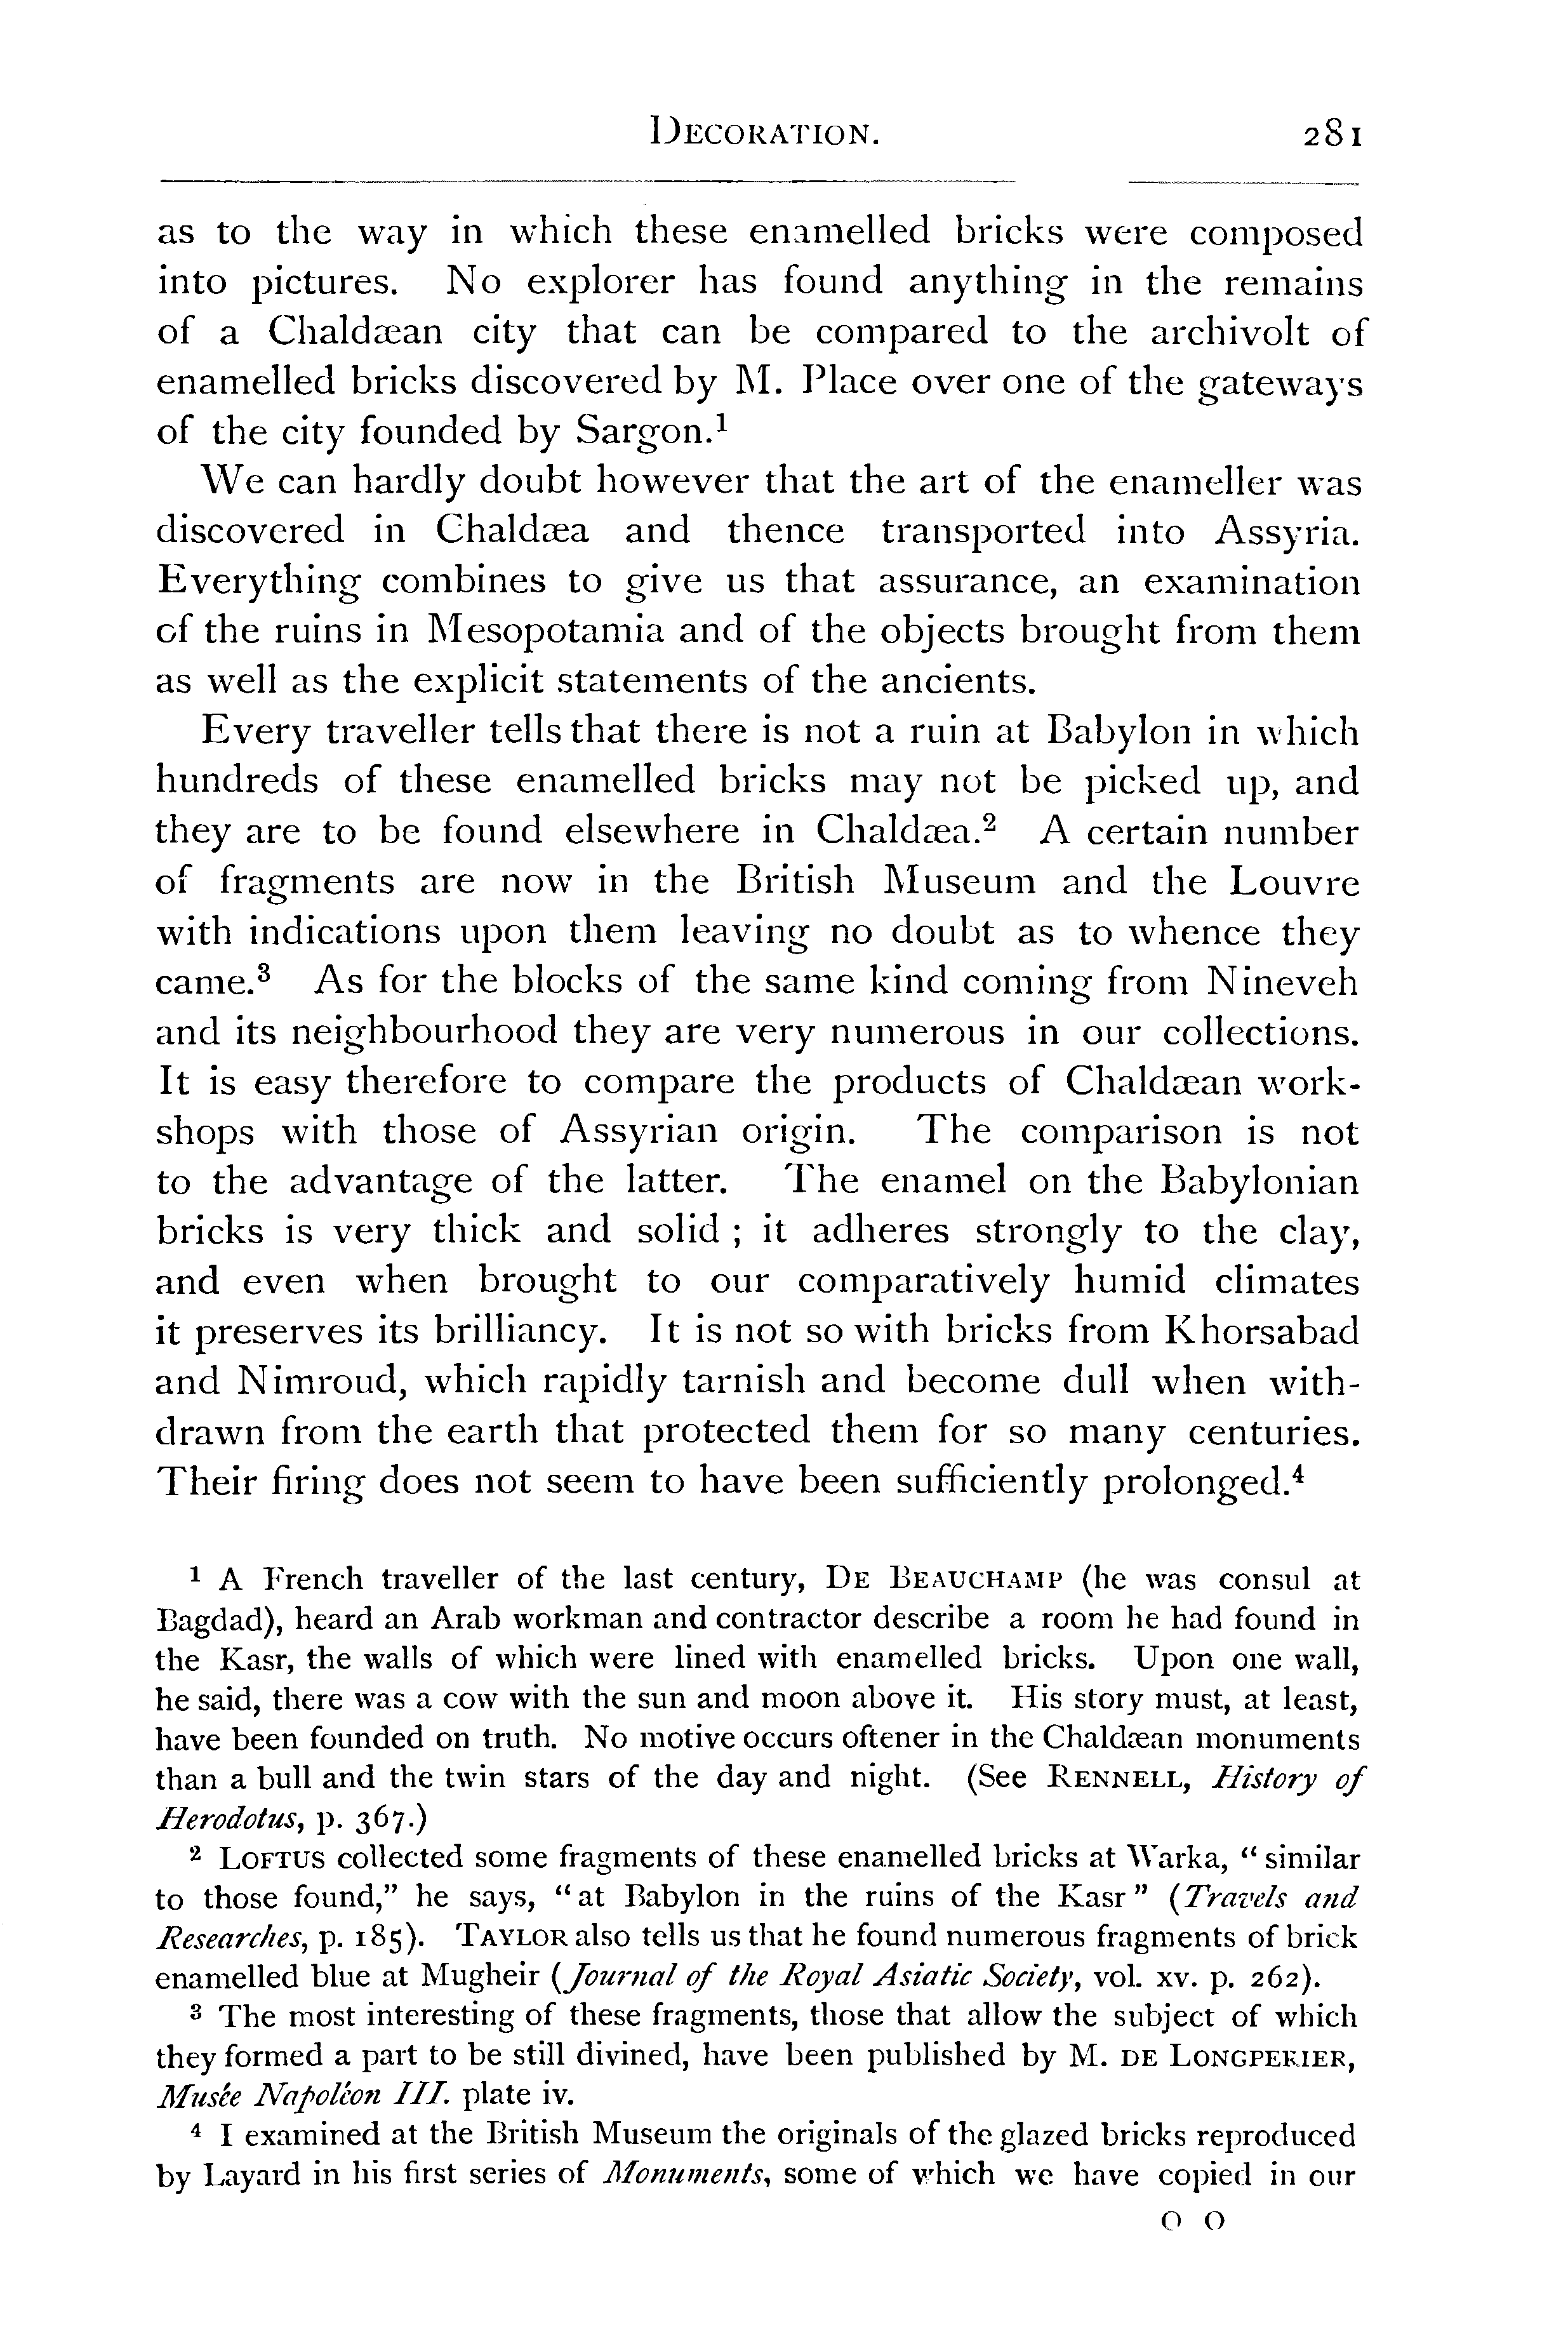 DECORATION. 281
as to the way in which these enamelled bricks were composed
into pictures. No explorer has found anything in the remains
of a Chaldæan city that can be compared to the archivolt of
enamelled bricks discovered by M. Place over one of the gateways
of the city founded by Sargon.¹
We can hardly doubt however that the art of the enameller was
discovered in Chaldæa and thence transported into Assyria.
Everything combines to give us that assurance, an examination
of the ruins in Mesopotamia and of the objects brought from them
as well as the explicit statements of the ancients.
Every traveller tells that there is not a ruin at Babylon in which
hundreds of these enamelled bricks may not be picked up, and
they are to be found elsewhere in Chaldæa.² A certain number
of fragments are now in the British Museum and the Louvre
with indications upon them leaving no doubt as to whence they
came.³ As for the blocks of the same kind coming from Nineveh
and its neighbourhood they are very numerous in our collections.
It is easy therefore to compare the products of Chaldæan work-
shops with those of Assyrian origin. The comparison is not
to the advantage of the latter. The enamel on the Babylonian
bricks is very thick and solid ; it adheres strongly to the clay,
and even when brought to our comparatively humid climates
it preserves its brilliancy. It is not so with bricks from Khorsabad
and Nimroud, which rapidly tarnish and become dull when with-
drawn from the earth that protected them for so many centuries.
Their firing does not seem to have been sufficiently prolonged.⁴
¹ A French traveller of the last century, DE BEAUCHAMP (he was consul at
Bagdad), heard an Arab workman and contractor describe a room he had found in
the Kasr, the walls of which were lined with enamelled bricks. Upon one wall,
he said, there was a cow with the sun and moon above it. His story must, at least,
have been founded on truth. No motive occurs oftener in the Chaldæan monuments
than a bull and the twin stars of the day and night. (See RENNELL, History of
Herodotus, p. 367.)
² LOFTUS collected some fragments of these enamelled bricks at Warka, “ similar
to those found,” he says, “at Babylon in the ruins of the Kasr” (Travels and
Researches, p. 185). TAYLOR also tells us that he found numerous fragments of brick
enamelled blue at Mugheir (Journal of the Royal Asiatic Society, vol. xv. p. 262).
³ The most interesting of these fragments, those that allow the subject of which
they formed a part to be still divined, have been published by M. DE LONGPERIER,
Musée Napoléon III. plate iv.
⁴ I examined at the British Museum the originals of the glazed bricks reproduced
by Layard in his first series of Monuments, some of which we have copied in our
O O